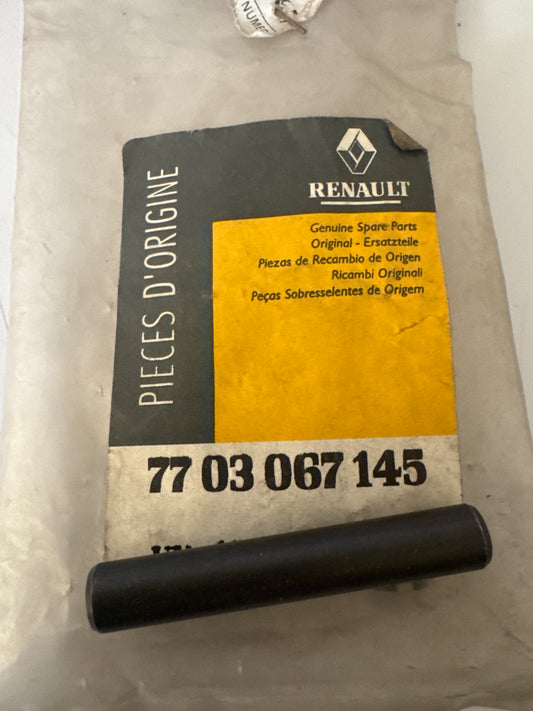 NUMÉ
PIECES D'ORIGINE
RENAULT
Genuine Spare Parts
Original - Ersatzteile
Piezas de Recambio de Origen
Ricambi Originali
Peças Sobresselentes de Origem
77 03 067 145